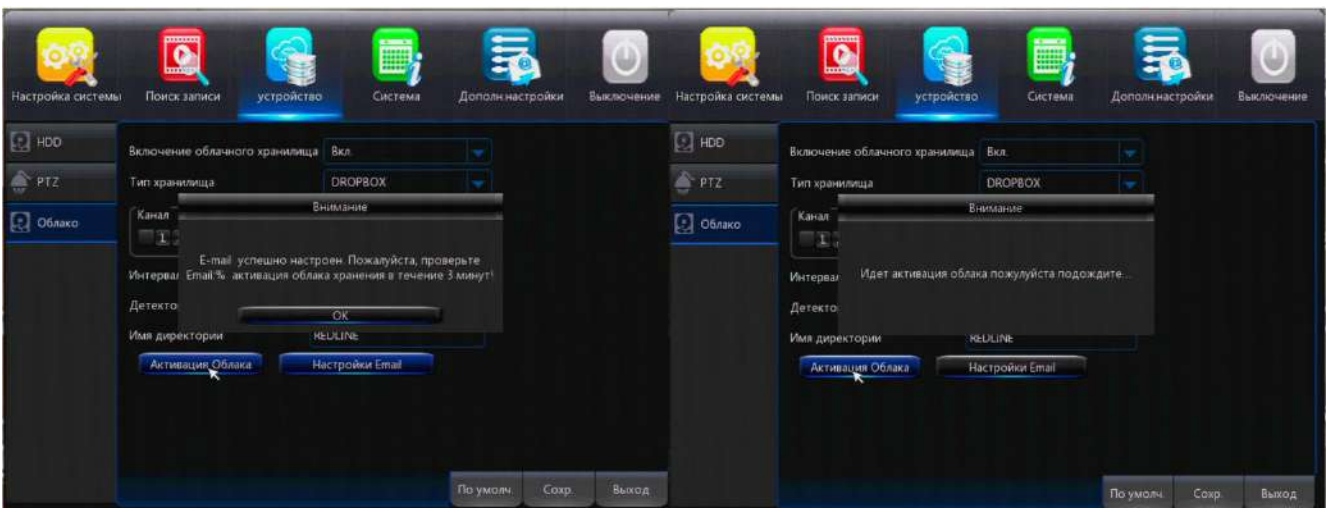 Настройка системы Поиск записи устройство Система Дополн.настройки Выключение
HDD
PTZ
Облако
Включение облачного хранилища Вкл.
Тип хранилища DROPBOX
Канал
1
Внимание
E-mail успешно настроен. Пожалуйста, проверьте
Email:% активация облака хранения в течение 3 минут!
OK
Интервал
Детекто
Имя директории REDLINE
Активация Облака Настройки Email
По умолч. Сохр. Выход
Настройка системы Поиск записи устройство Система Дополн.настройки Выключение
HDD
PTZ
Облако
Включение облачного хранилища Вкл.
Тип хранилища DROPBOX
Канал
1
Внимание
Идет активация облака пожулуйста подождите...
Интервал
Детекто
Имя директории REDLINE
Активация Облака Настройки Email
По умолч. Сохр. Выход